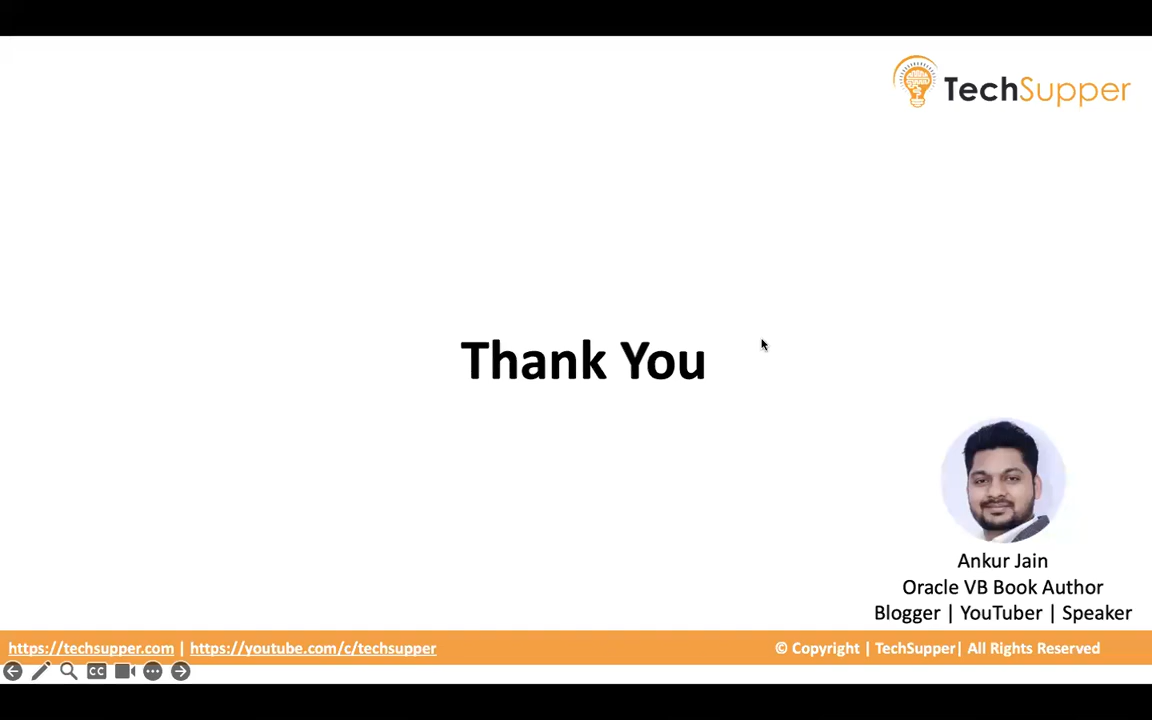 TechSupper
Thank You
Ankur Jain
Oracle VB Book Author
Blogger | YouTuber | Speaker
https://techsupper.com | https://youtube.com/c/techsupper
© Copyright | TechSupper| All Rights Reserved
CC